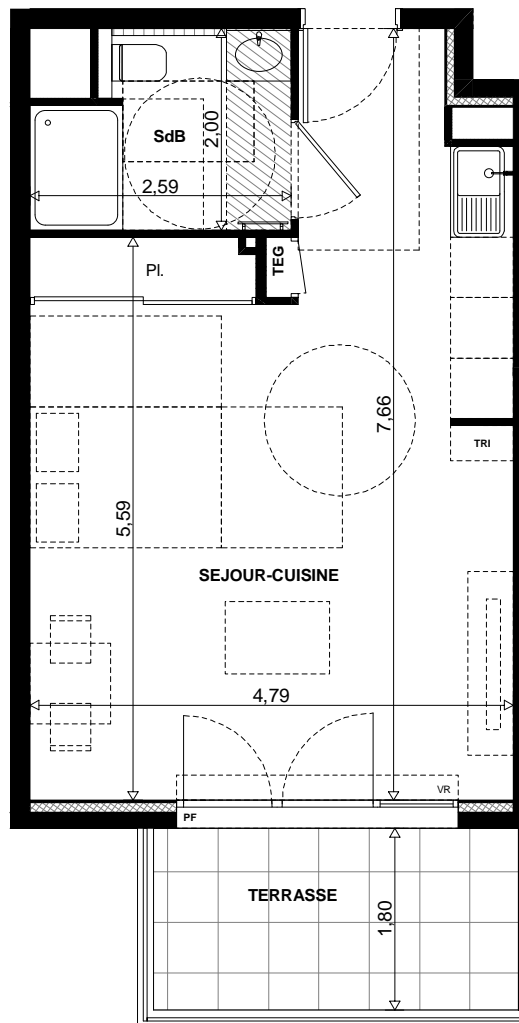 SdB
2,00
2,59
Pl.
TEG
7,66
TRI
5,59
SEJOUR-CUISINE
4,79
VR
PF
TERRASSE
1,80